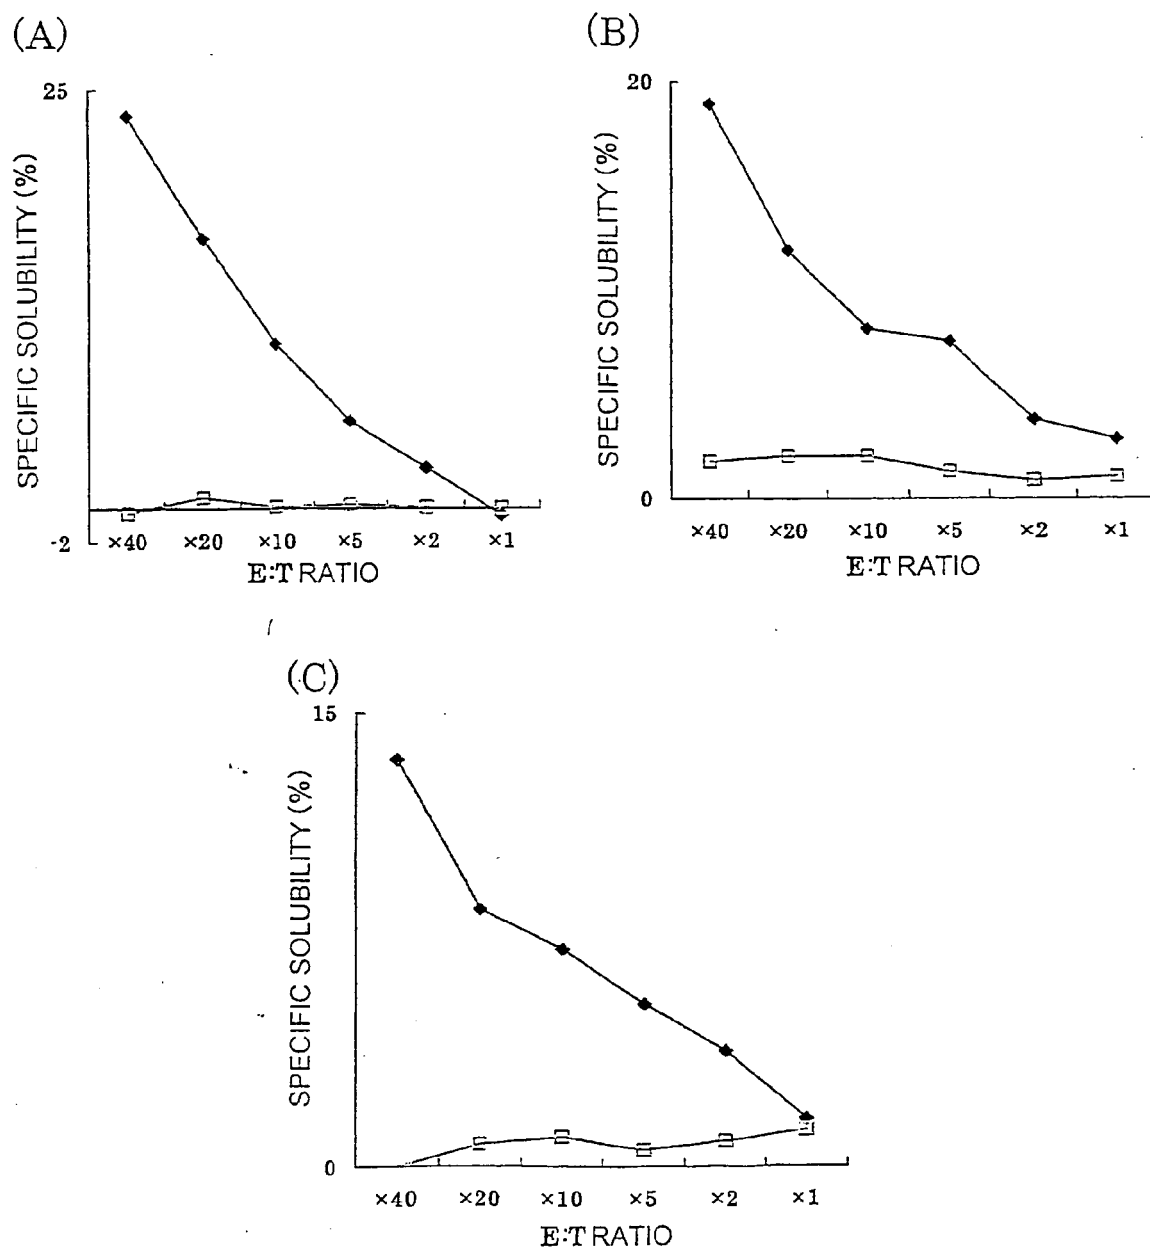 (A)
25
SPECIFIC SOLUBILITY (%)
-2
×40 ×20 ×10 ×5 ×2 ×1
E:T RATIO
(B)
20
SPECIFIC SOLUBILITY (%)
0
×40 ×20 ×10 ×5 ×2 ×1
E:T RATIO
(C)
15
SPECIFIC SOLUBILITY (%)
0
×40 ×20 ×10 ×5 ×2 ×1
E:T RATIO